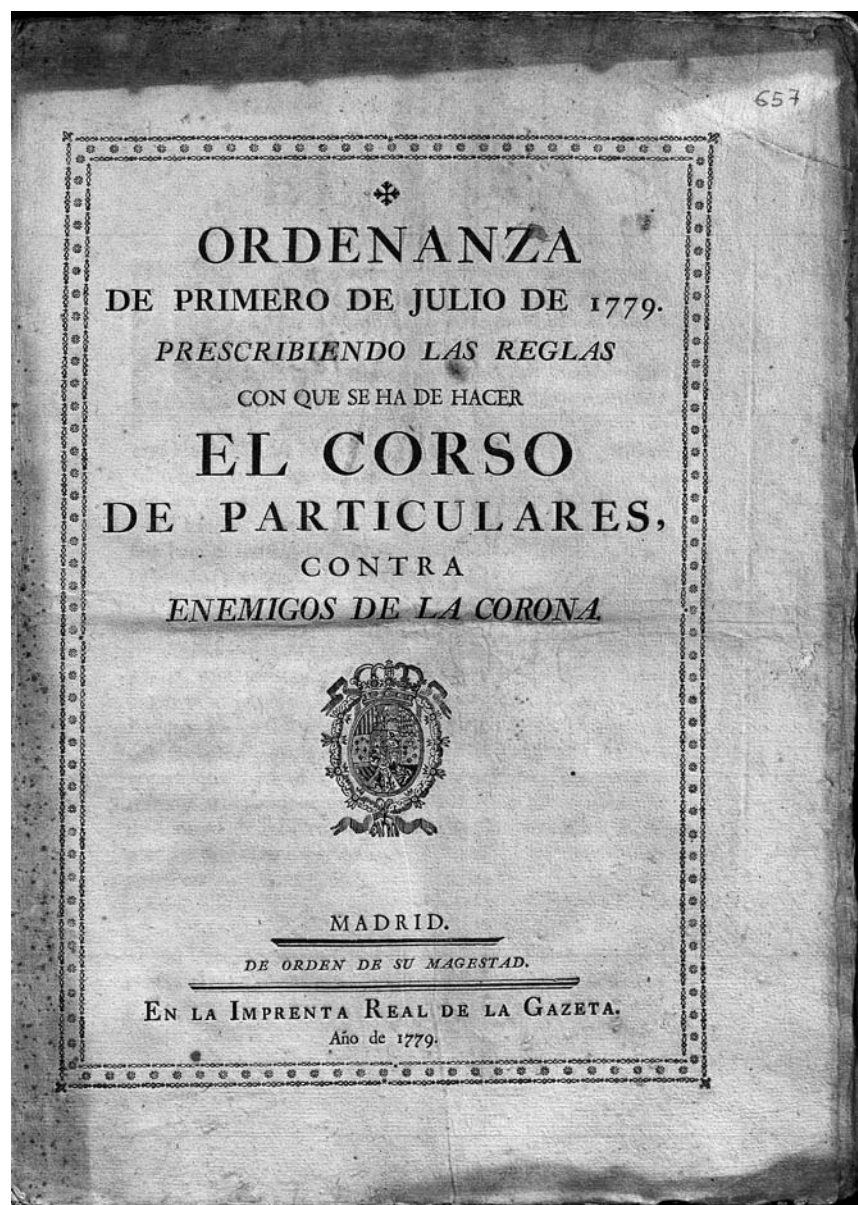 657
ORDENANZA
DE PRIMERO DE JULIO DE 1779.
PRESCRIBIENDO LAS REGLAS
CON QUE SE HA DE HACER
EL CORSO
DE PARTICULARES,
CONTRA
ENEMIGOS DE LA CORONA.
MADRID.
DE ORDEN DE SU MAGESTAD.
EN LA IMPRENTA REAL DE LA GAZETA.
Año de 1779.